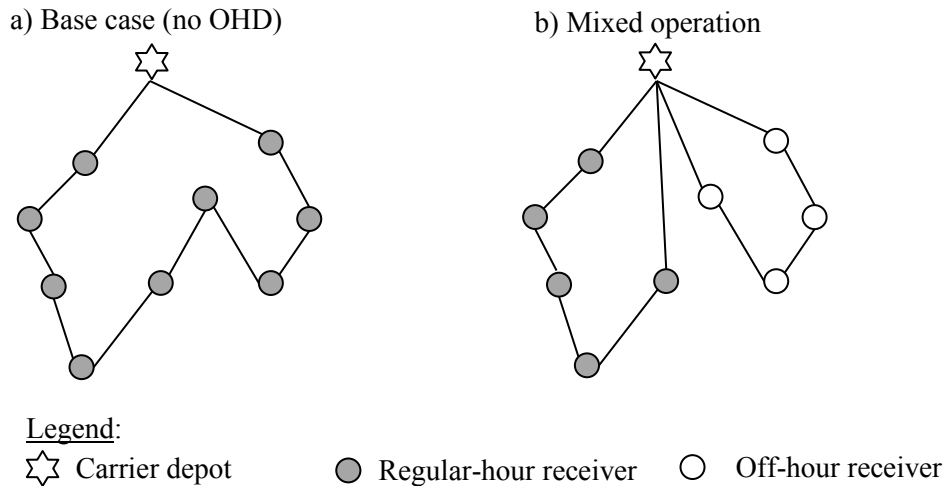 a) Base case (no OHD)
b) Mixed operation
Legend:
Carrier depot
Regular-hour receiver
Off-hour receiver